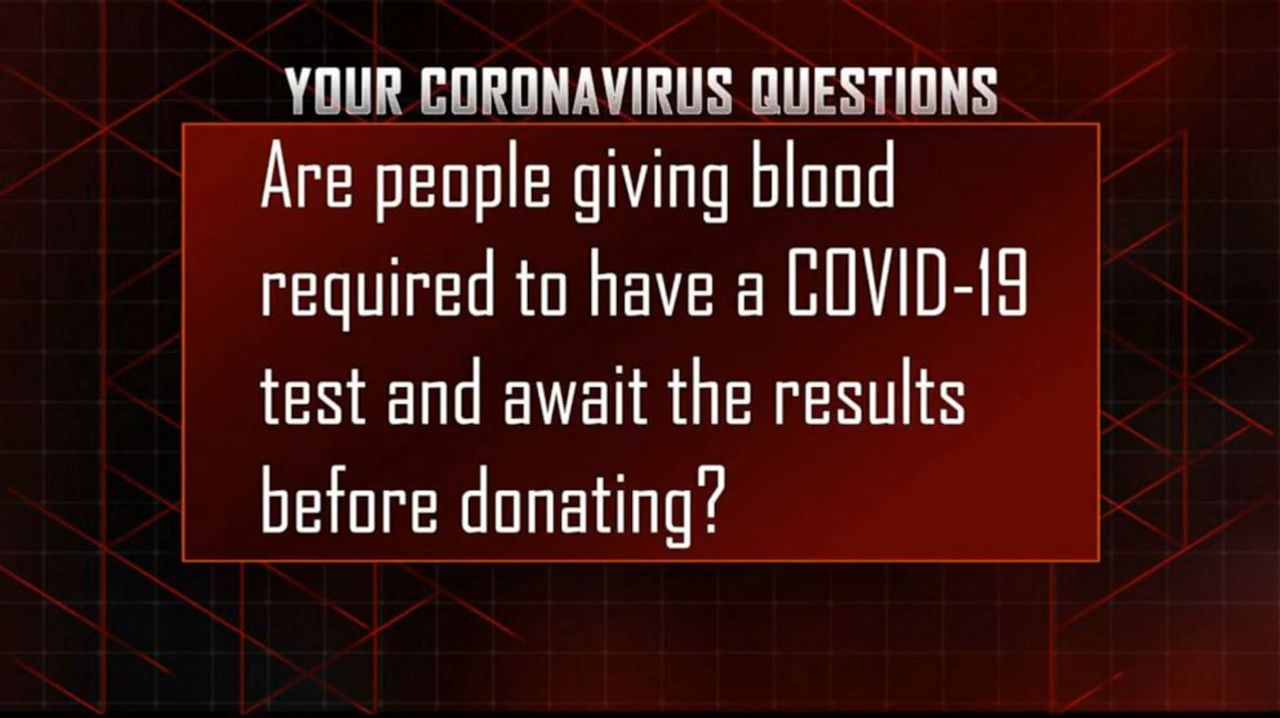 YOUR CORONAVIRUS QUESTIONS
Are people giving blood
required to have a COVID-19
test and await the results
before donating?